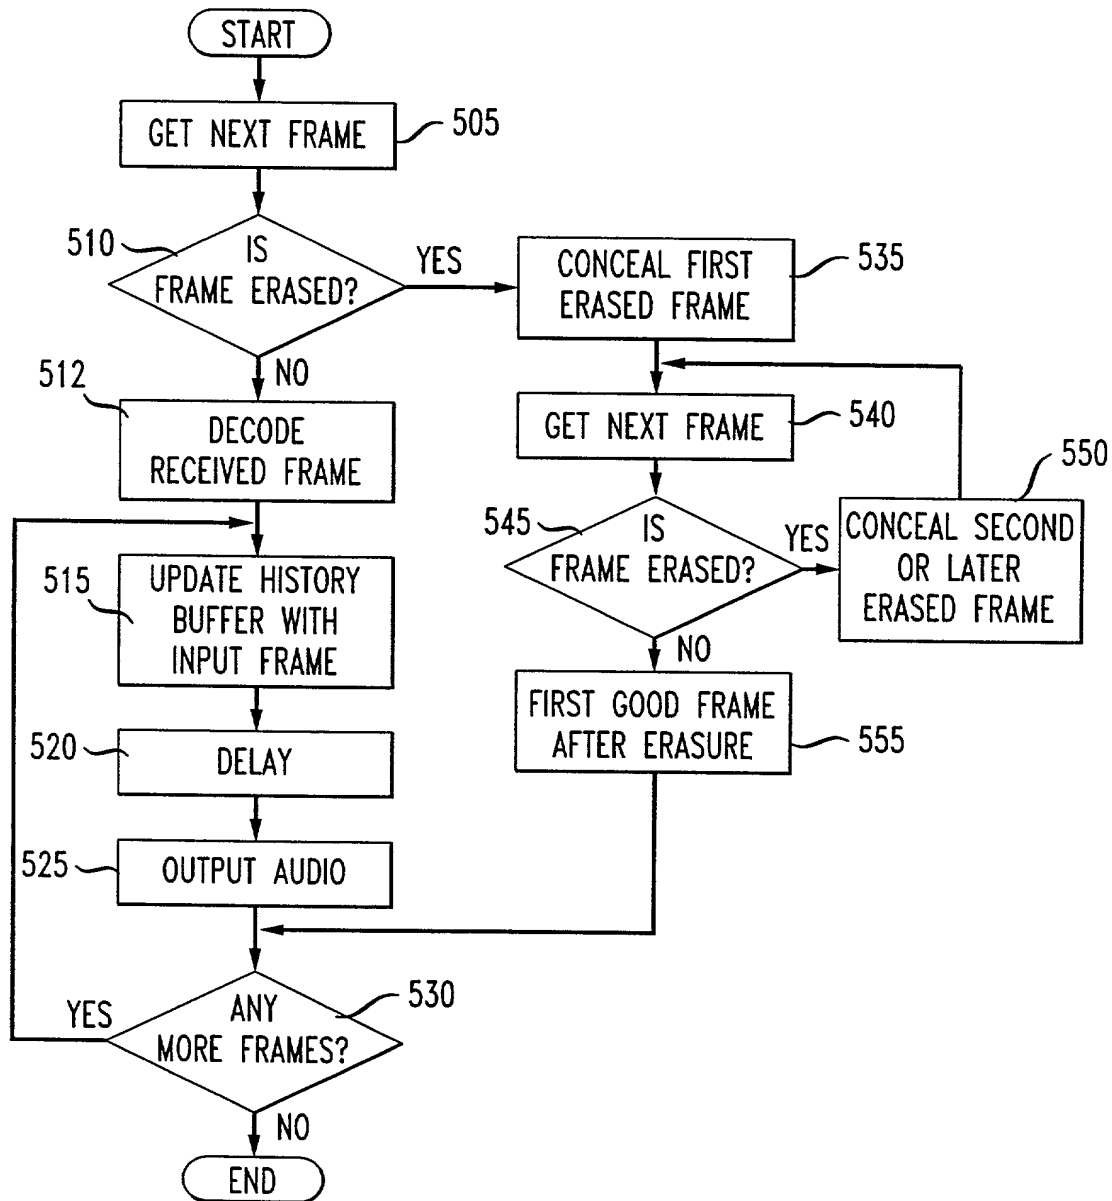 START
GET NEXT FRAME
505
510
IS
FRAME ERASED?
YES
NO
CONCEAL FIRST
ERASED FRAME
535
512
DECODE
RECEIVED FRAME
GET NEXT FRAME
540
545
IS
FRAME ERASED?
YES
NO
550
CONCEAL SECOND
OR LATER
ERASED FRAME
515
UPDATE HISTORY
BUFFER WITH
INPUT FRAME
FIRST GOOD FRAME
AFTER ERASURE
555
520
DELAY
525
OUTPUT AUDIO
530
ANY
MORE FRAMES?
YES
NO
END